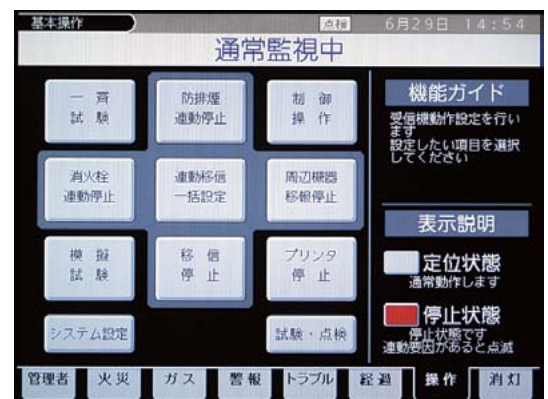 基本操作
点検
6月29日 14:54
通常監視中
一斉
試験
防排煙
連動停止
制御
操作
消火栓
連動停止
連動移信
一括設定
周辺機器
移報停止
模擬
試験
移信
停止
プリンタ
停止
システム設定
試験・点検
機能ガイド
受信機動作設定を行い
ます
設定したい項目を選択
してください
表示説明
定位状態
通常動作します
停止状態
停止状態です
連動要因があると点滅
管理者
火災
ガス
警報
トラブル
経過
操作
消灯